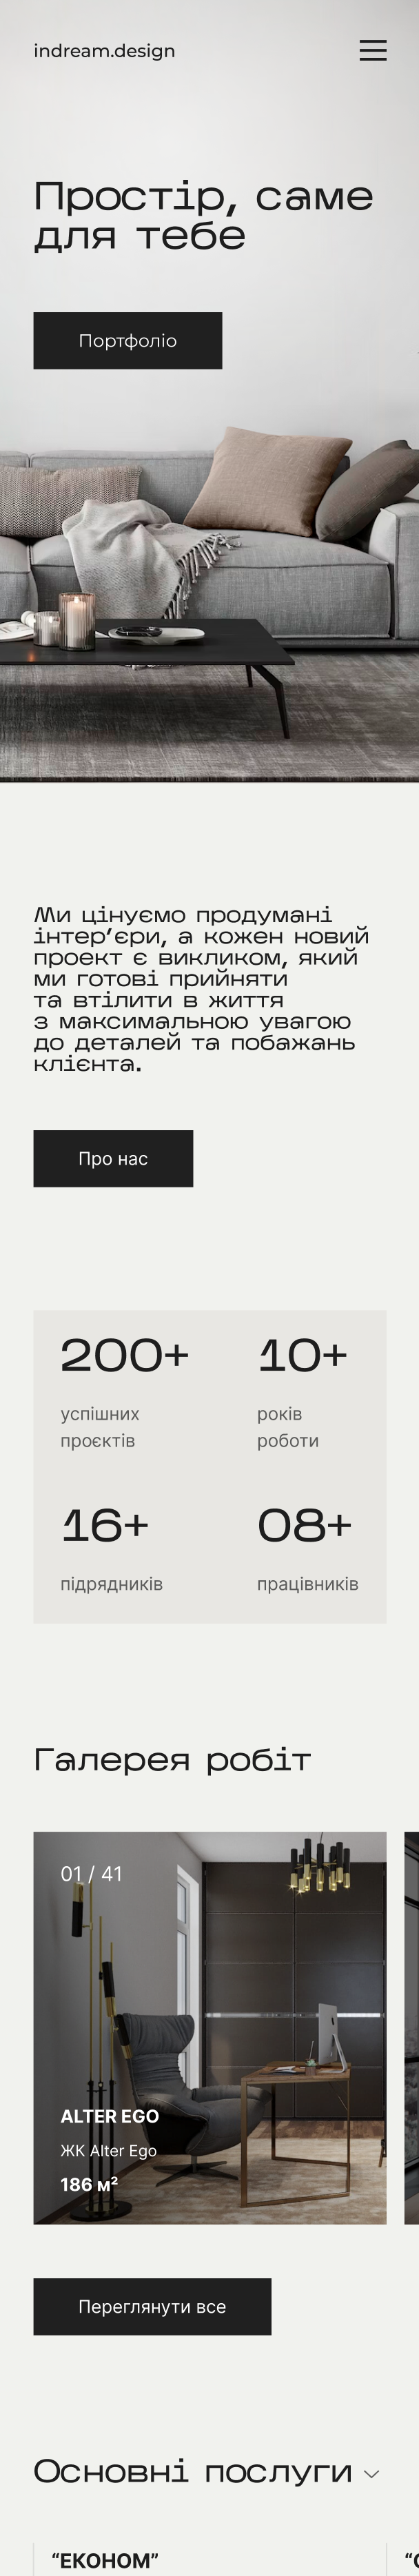 indream.design
Простір, саме
для тебе
Портфоліо
Ми цінуємо продумані
інтер’єри, а кожен новий
проект є викликом, який
ми готові прийняти
та втілити в життя
з максимальною увагою
до деталей та побажань
клієнта.
Про нас
200+
успішних
проєктів
10+
років
роботи
16+
підрядників
08+
працівників
Галерея робіт
01 / 41
ALTER EGO
ЖК Alter Ego
186 м²
Переглянути все
Основні послуги
“ЕКОНОМ”